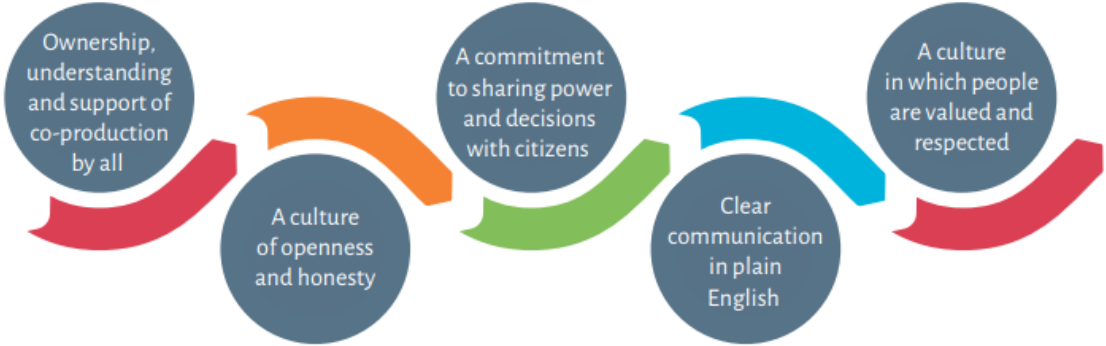 Ownership,
understanding
and support of
co-production
by all
A culture
of openness
and honesty
A commitment
to sharing power
and decisions
with citizens
Clear
communication
in plain
English
A culture
in which people
are valued and
respected